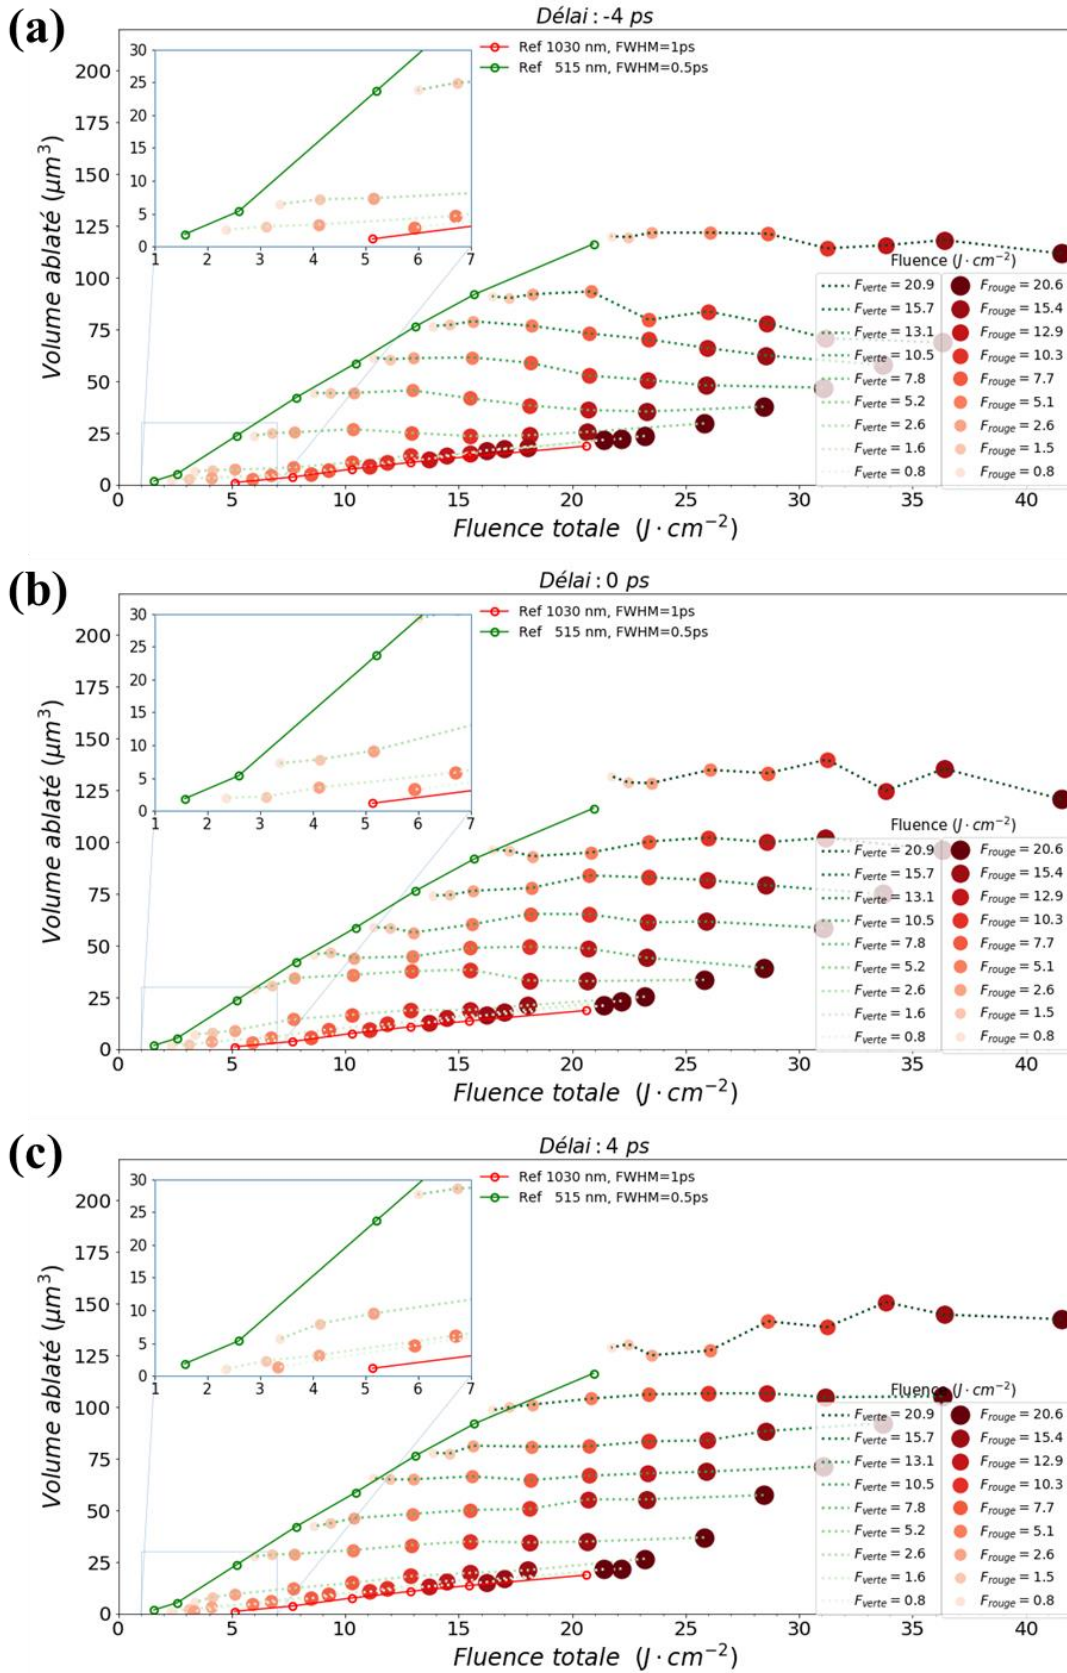 (a)
Délai : -4 ps
Ref 1030 nm, FWHM=1ps
Ref 515 nm, FWHM=0.5ps
30
25
20
15
10
5
0
1 2 3 4 5 6 7
200
175
150
125
100
75
50
25
0
Volume ablaté (μm³)
Fluence (J · cm⁻²)
F_verte = 20.9 F_rouge = 20.6
F_verte = 15.7 F_rouge = 15.4
F_verte = 13.1 F_rouge = 12.9
F_verte = 10.5 F_rouge = 10.3
F_verte = 7.8 F_rouge = 7.7
F_verte = 5.2 F_rouge = 5.1
F_verte = 2.6 F_rouge = 2.6
F_verte = 1.6 F_rouge = 1.5
F_verte = 0.8 F_rouge = 0.8
0 5 10 15 20 25 30 35 40
Fluence totale (J · cm⁻²)
(b)
Délai : 0 ps
Ref 1030 nm, FWHM=1ps
Ref 515 nm, FWHM=0.5ps
30
25
20
15
10
5
0
1 2 3 4 5 6 7
200
175
150
125
100
75
50
25
0
Volume ablaté (μm³)
Fluence (J · cm⁻²)
F_verte = 20.9 F_rouge = 20.6
F_verte = 15.7 F_rouge = 15.4
F_verte = 13.1 F_rouge = 12.9
F_verte = 10.5 F_rouge = 10.3
F_verte = 7.8 F_rouge = 7.7
F_verte = 5.2 F_rouge = 5.1
F_verte = 2.6 F_rouge = 2.6
F_verte = 1.6 F_rouge = 1.5
F_verte = 0.8 F_rouge = 0.8
0 5 10 15 20 25 30 35 40
Fluence totale (J · cm⁻²)
(c)
Délai : 4 ps
Ref 1030 nm, FWHM=1ps
Ref 515 nm, FWHM=0.5ps
30
25
20
15
10
5
0
1 2 3 4 5 6 7
200
175
150
125
100
75
50
25
0
Volume ablaté (μm³)
Fluence (J · cm⁻²)
F_verte = 20.9 F_rouge = 20.6
F_verte = 15.7 F_rouge = 15.4
F_verte = 13.1 F_rouge = 12.9
F_verte = 10.5 F_rouge = 10.3
F_verte = 7.8 F_rouge = 7.7
F_verte = 5.2 F_rouge = 5.1
F_verte = 2.6 F_rouge = 2.6
F_verte = 1.6 F_rouge = 1.5
F_verte = 0.8 F_rouge = 0.8
0 5 10 15 20 25 30 35 40
Fluence totale (J · cm⁻²)